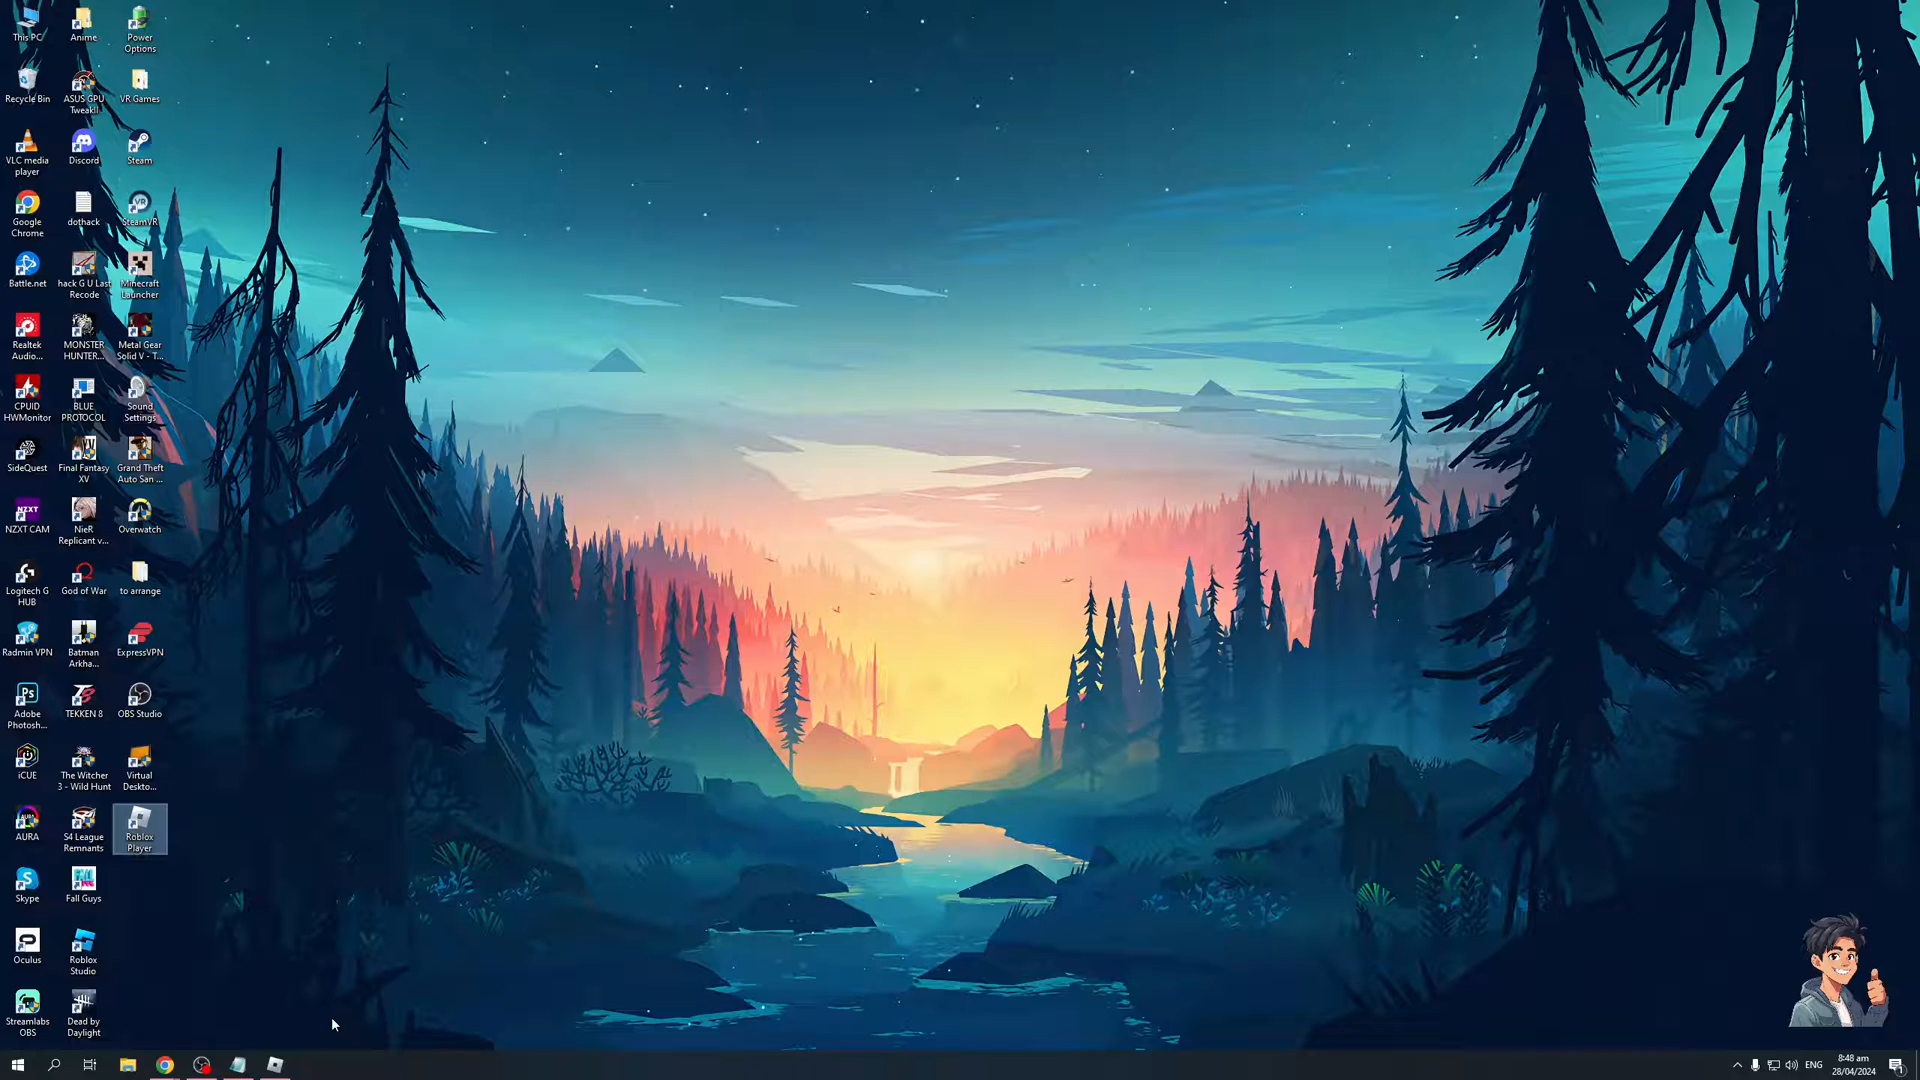 This PC
Anime
Power
Options
Recycle Bin
ASUS GPU
TweakII
VR Games
VLC media
player
Discord
Steam
Google
Chrome
dothack
SteamVR
Battle.net
hack G U Last
Recode
Minecraft
Launcher
Realtek
Audio...
MONSTER
HUNTER...
Metal Gear
Solid V - T...
CPUID
HWMonitor
BLUE
PROTOCOL
Sound
Settings
SideQuest
Final Fantasy
XV
Grand Theft
Auto San ...
NZXT
NZXT CAM
NieR
Replicant v...
Overwatch
Logitech G
HUB
God of War
to arrange
Radmin VPN
Batman
Arkha...
ExpressVPN
Ps
Adobe
Photosh...
TEKKEN 8
OBS Studio
iCUE
The Witcher
3 - Wild Hunt
Virtual
Deskto...
AURA
S4 League
Remnants
Roblox
Player
Skype
Fall Guys
Oculus
Roblox
Studio
Streamlabs
OBS
Dead by
Daylight
ENG
8:48 am
28/04/2024